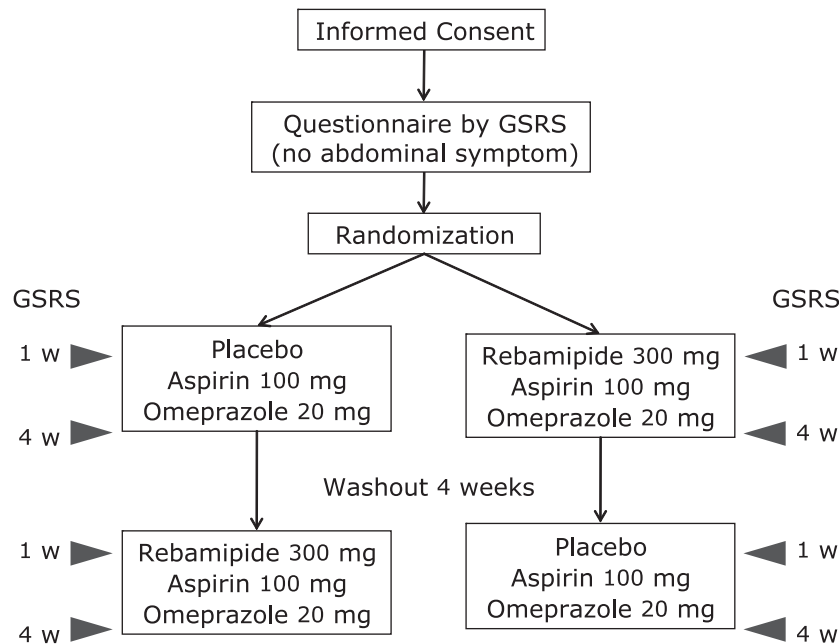 Informed Consent
Questionnaire by GSRS
(no abdominal symptom)
Randomization
GSRS
GSRS
1 w
Placebo
Aspirin 100 mg
Omeprazole 20 mg
4 w
Rebamipide 300 mg
Aspirin 100 mg
Omeprazole 20 mg
1 w
4 w
Washout 4 weeks
1 w
Rebamipide 300 mg
Aspirin 100 mg
Omeprazole 20 mg
4 w
Placebo
Aspirin 100 mg
Omeprazole 20 mg
1 w
4 w